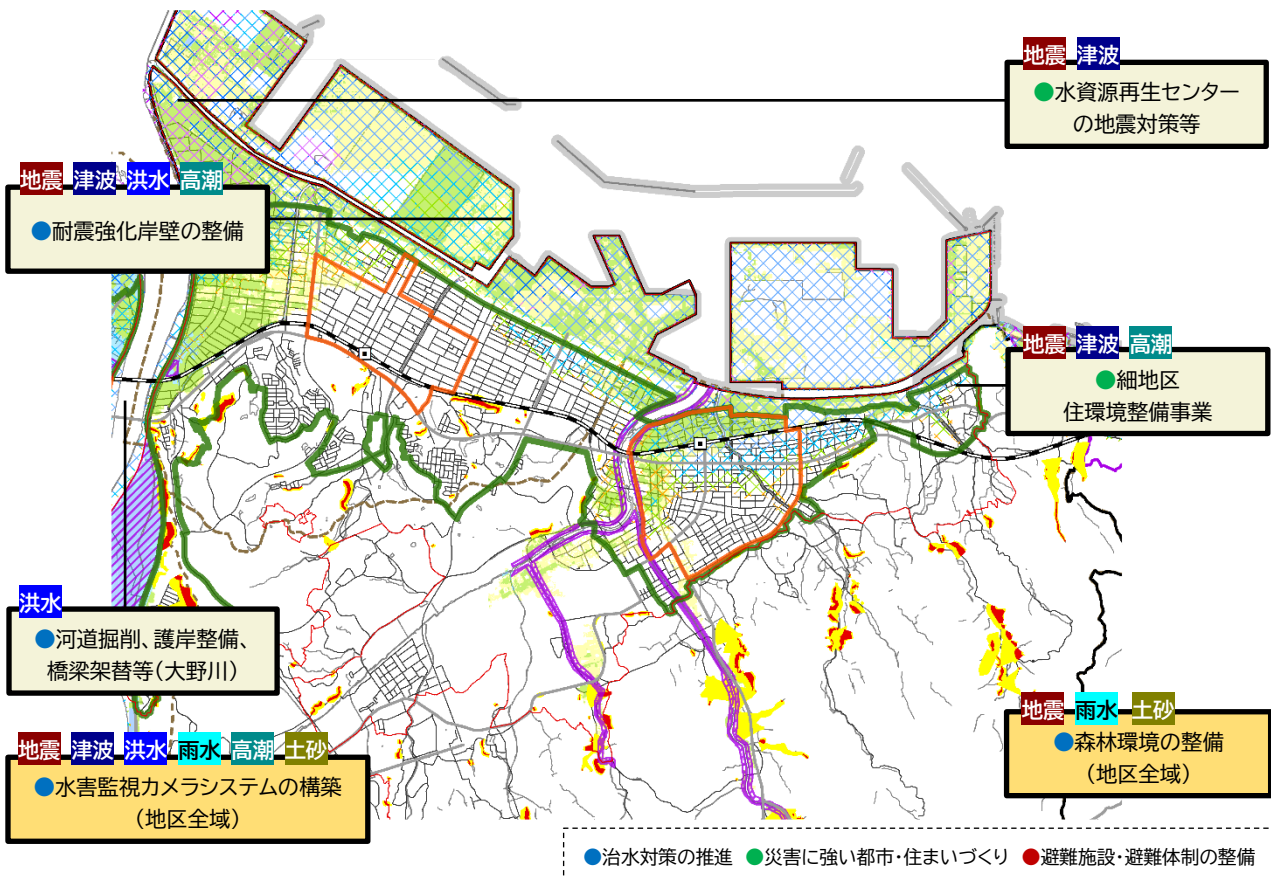 地震 津波
●水資源再生センター
の地震対策等
地震 津波 洪水 高潮
●耐震強化岸壁の整備
地震 津波 高潮
●細地区
住環境整備事業
洪水
●河道掘削、護岸整備、
橋梁架替等(大野川)
地震 津波 洪水 雨水 高潮 土砂
●水害監視カメラシステムの構築
(地区全域)
地震 雨水 土砂
●森林環境の整備
(地区全域)
●治水対策の推進 ●災害に強い都市・住まいづくり ●避難施設・避難体制の整備